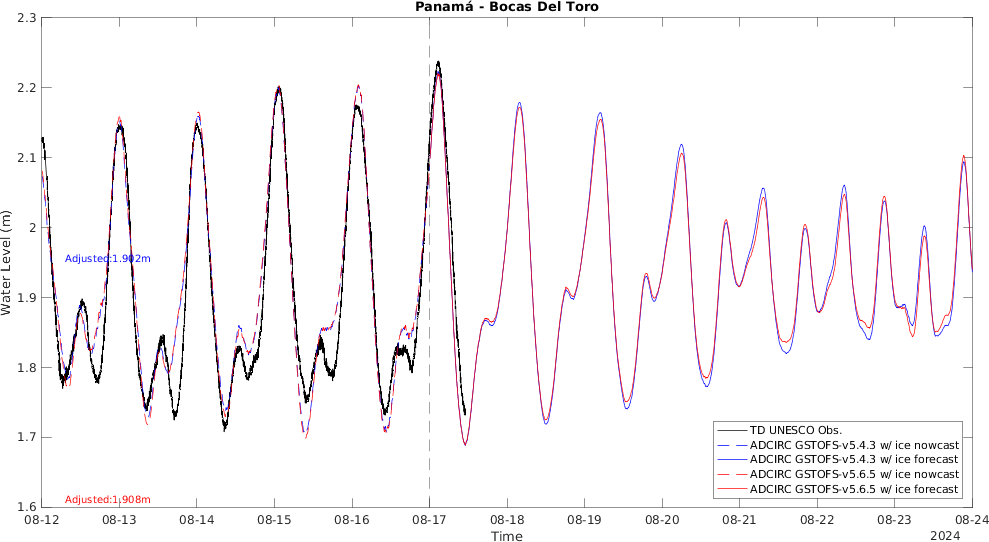 Panamá - Bocas Del Toro
2.3
2.2
2.1
2
1.9
1.8
1.7
1.6
Water Level (m)
Adjusted:1.902m
Adjusted:1.908m
TD UNESCO Obs.
ADCIRC GSTOFS-v5.4.3 w/ ice nowcast
ADCIRC GSTOFS-v5.4.3 w/ ice forecast
ADCIRC GSTOFS-v5.6.5 w/ ice nowcast
ADCIRC GSTOFS-v5.6.5 w/ ice forecast
08-12 08-13 08-14 08-15 08-16 08-17 08-18 08-19 08-20 08-21 08-22 08-23 08-24
Time
2024